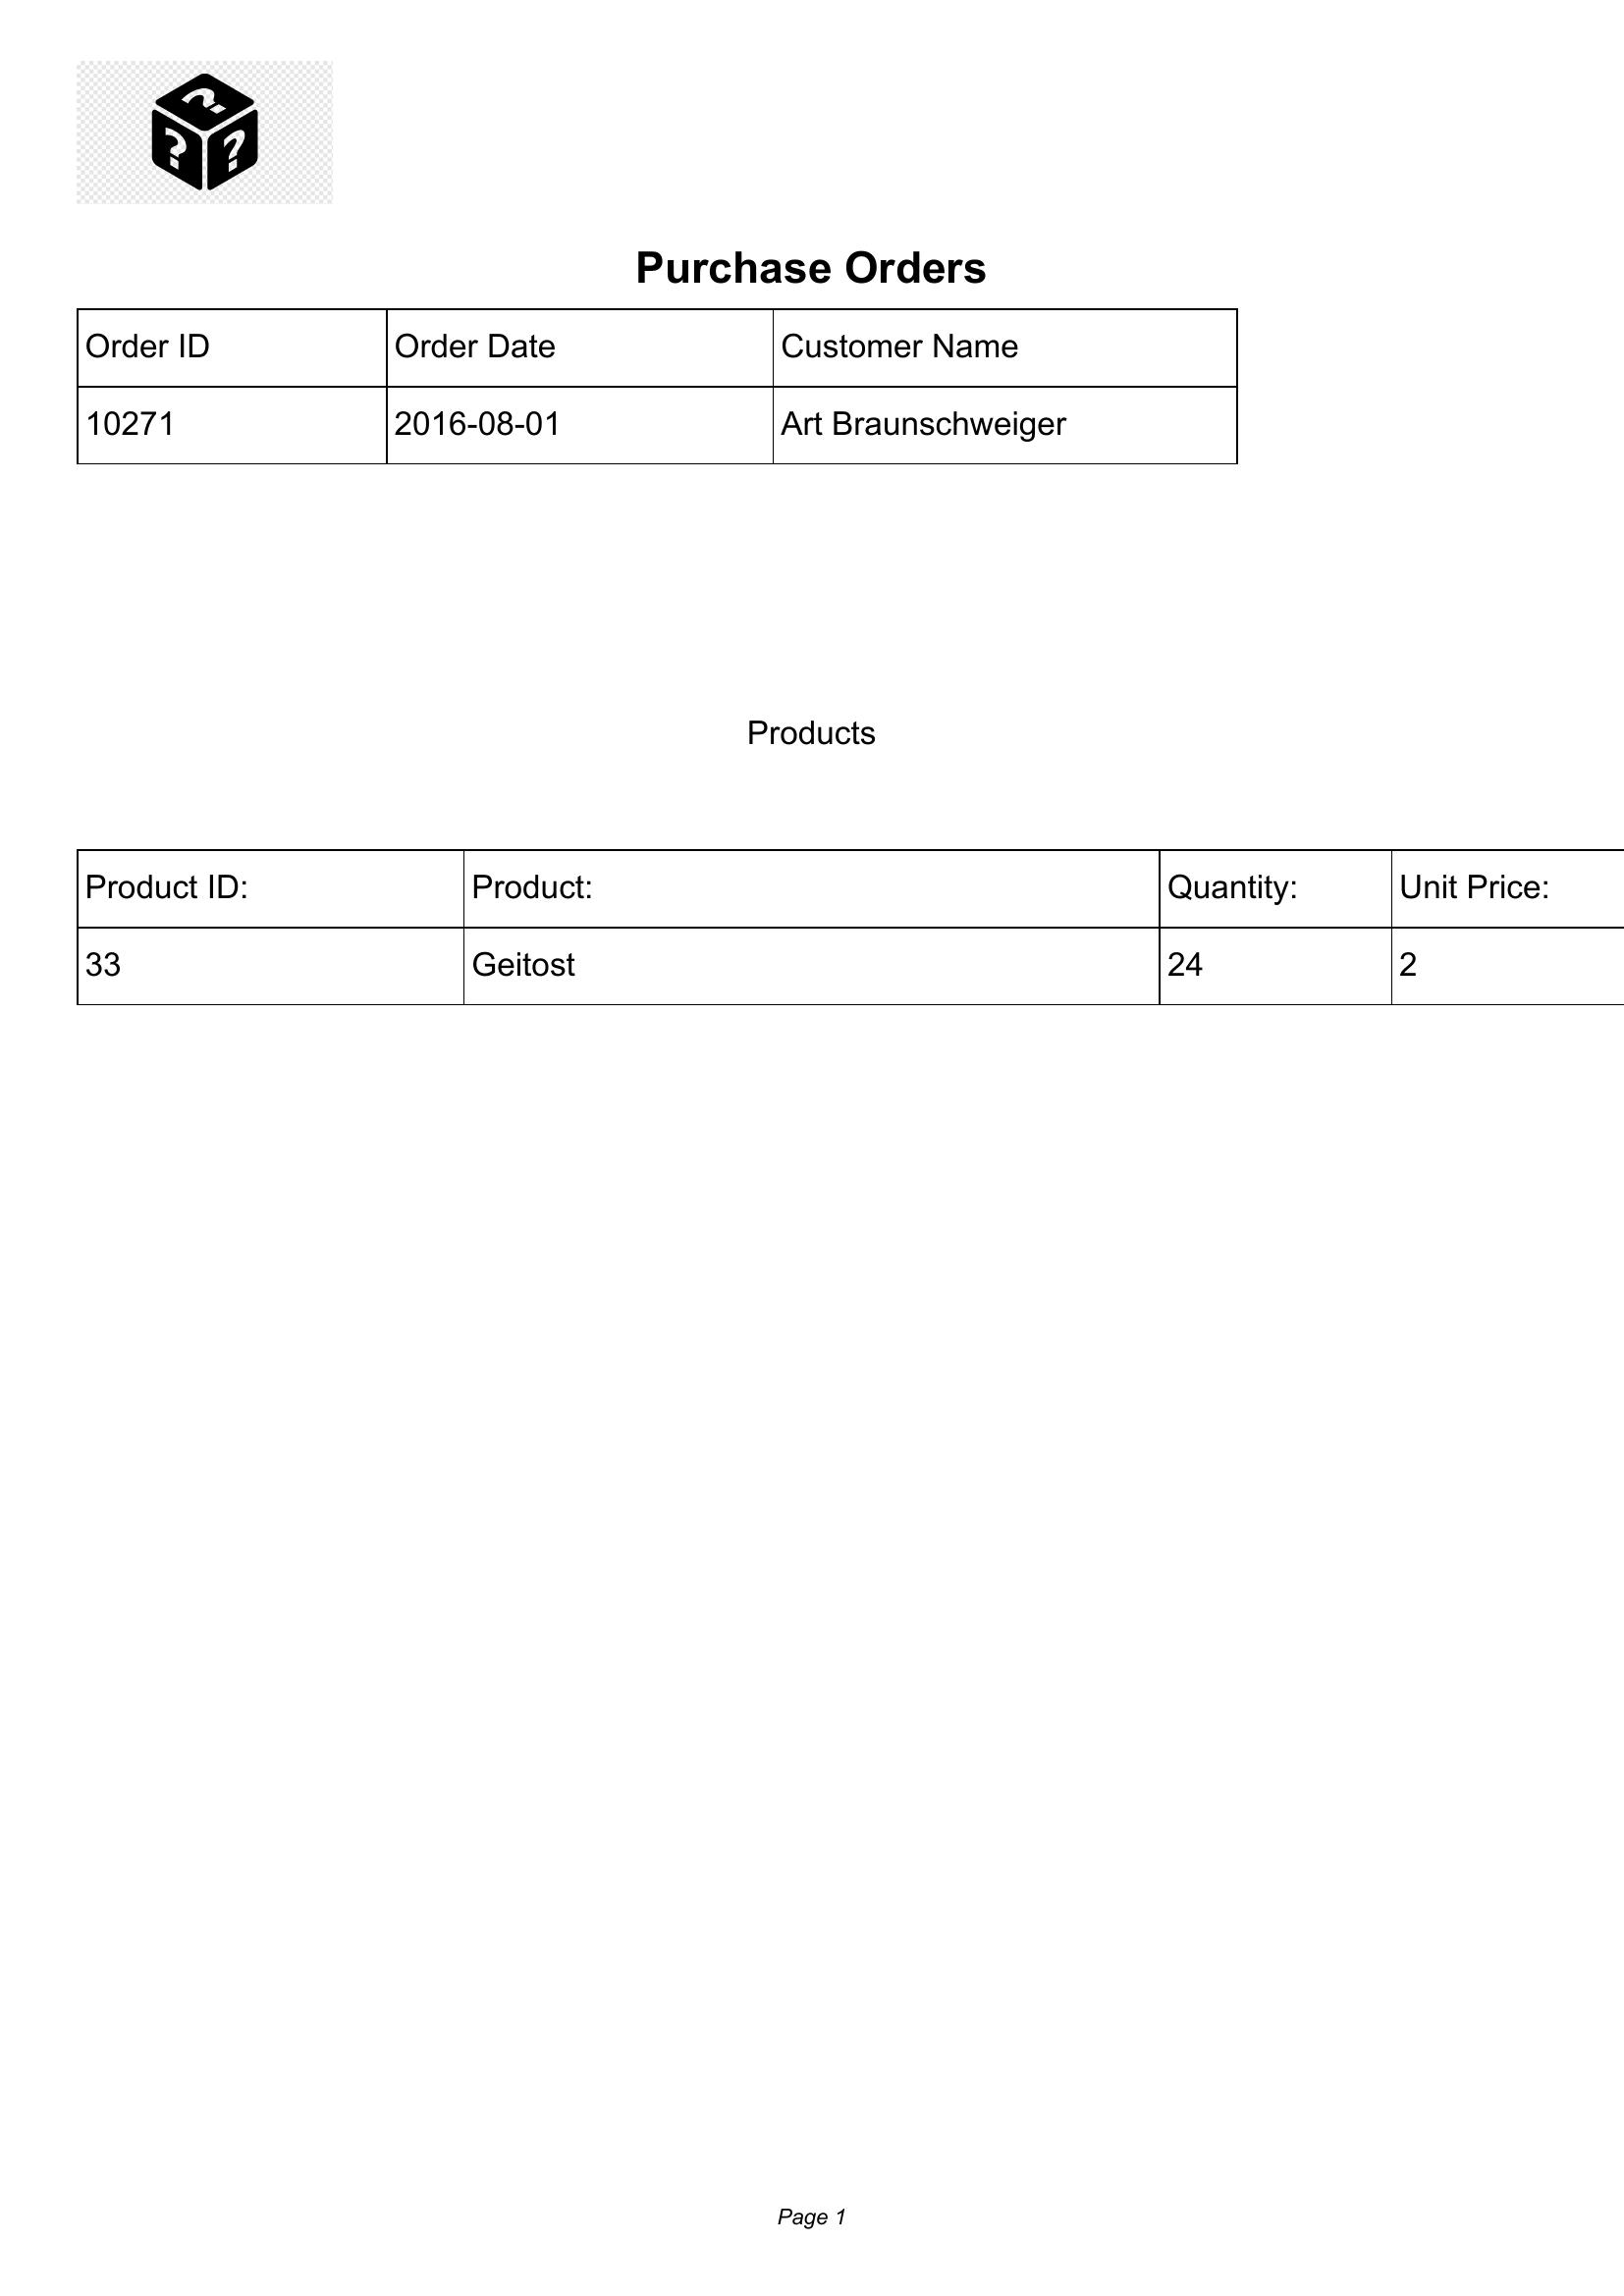 Purchase Orders
Order ID Order Date Customer Name
10271 2016-08-01 Art Braunschweiger
Products
Product ID: Product: Quantity: Unit Price:
33 Geitost 24 2
Page 1